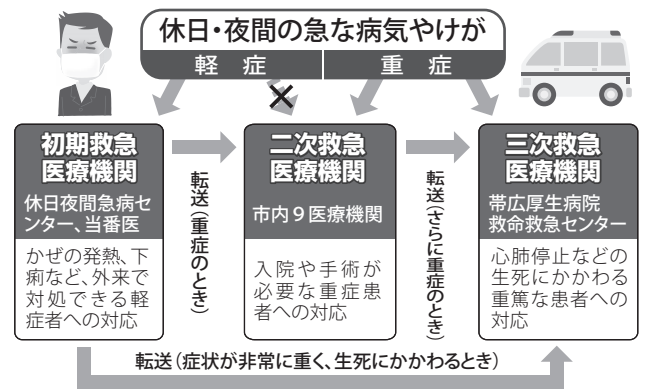 休日・夜間の急な病気やけが
軽症
重症
初期救急
医療機関
休日夜間急病セ
ンター、当番医
かぜの発熱、下
痢など、外来で
対処できる軽
症者への対応
転送（重症のとき）
二次救急
医療機関
市内９医療機関
入院や手術が
必要な重症患
者への対応
転送（さらに重症のとき）
三次救急
医療機関
帯広厚生病院
救命救急センター
心肺停止などの
生死にかかわる
重篤な患者への
対応
転送（症状が非常に重く、生死にかかわるとき）